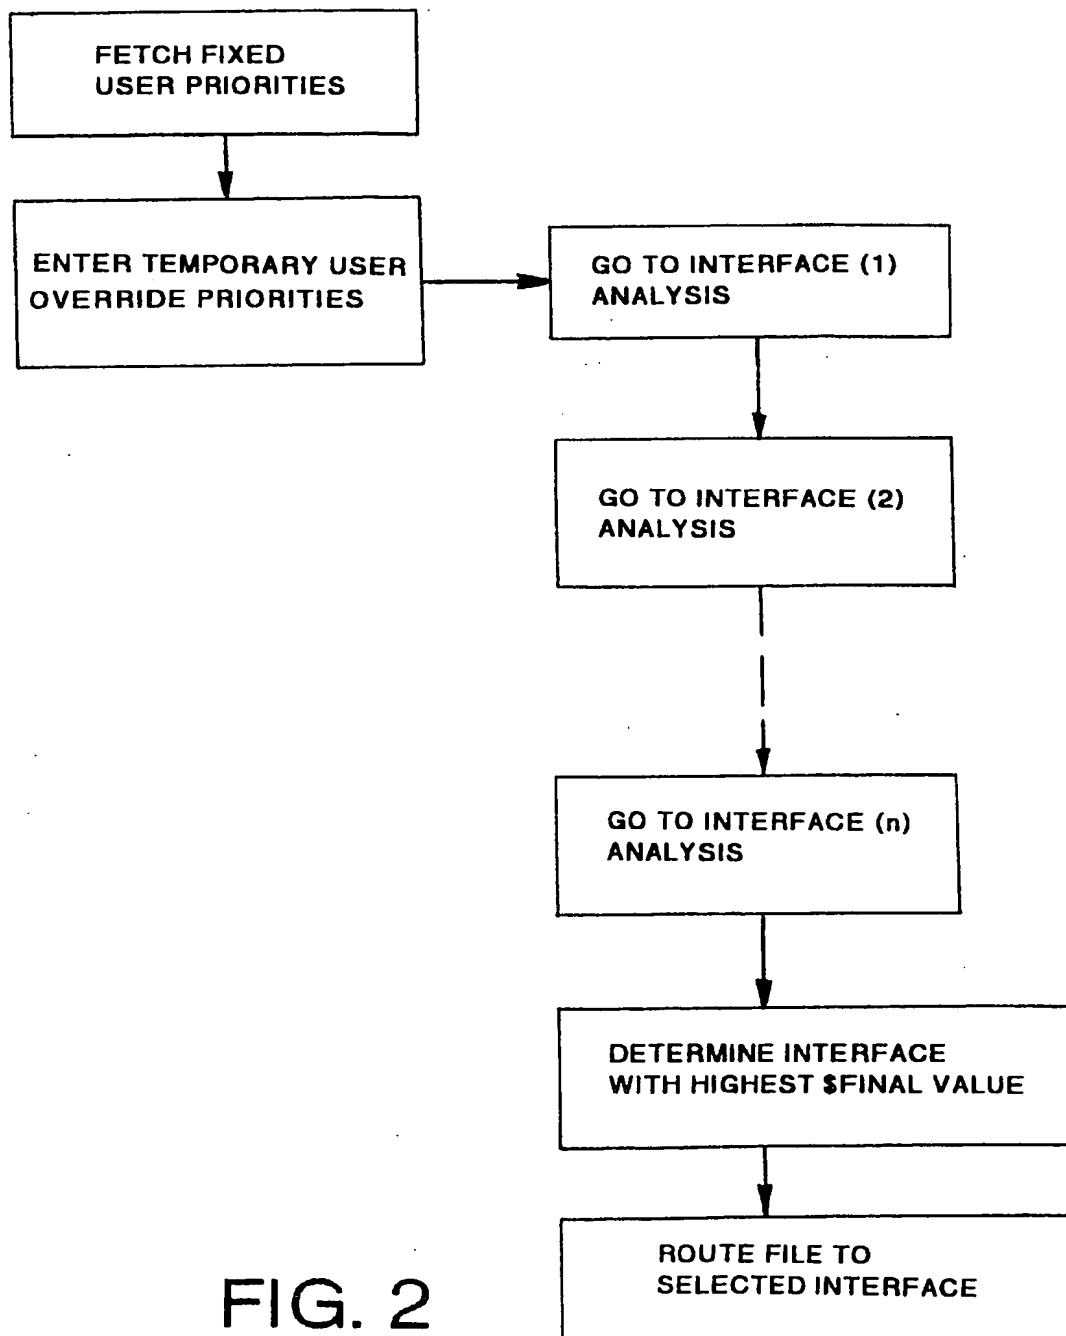 FETCH FIXED
USER PRIORITIES
ENTER TEMPORARY USER
OVERRIDE PRIORITIES
GO TO INTERFACE (1)
ANALYSIS
GO TO INTERFACE (2)
ANALYSIS
GO TO INTERFACE (n)
ANALYSIS
DETERMINE INTERFACE
WITH HIGHEST $FINAL VALUE
ROUTE FILE TO
SELECTED INTERFACE
FIG. 2